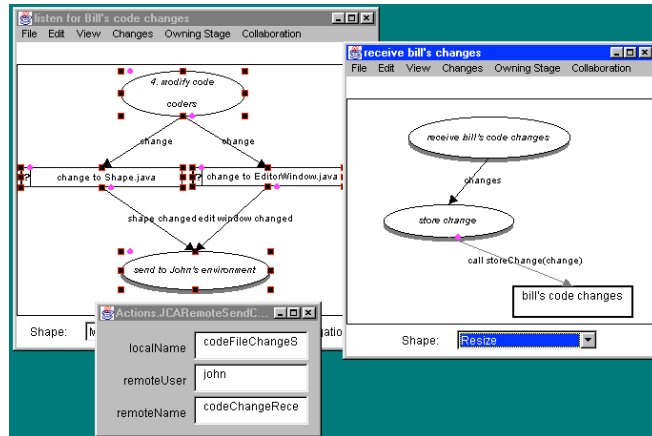 listen for Bill's code changes
File Edit View Changes Owning Stage Collaboration
4. modify code
coders
change change
? change to Shape.java ? change to EditorWindow.java
shape changed edit window changed
send to John's environment
Shape:
Actions.JCARemoteSendC...
localName codeFileChangeS
remoteUser john
remoteName codeChangeRece
receive bill's changes
File Edit View Changes Owning Stage Collaboration
receive bill's code changes
changes
store change
call storeChange(change)
bill's code changes
Shape: Resize